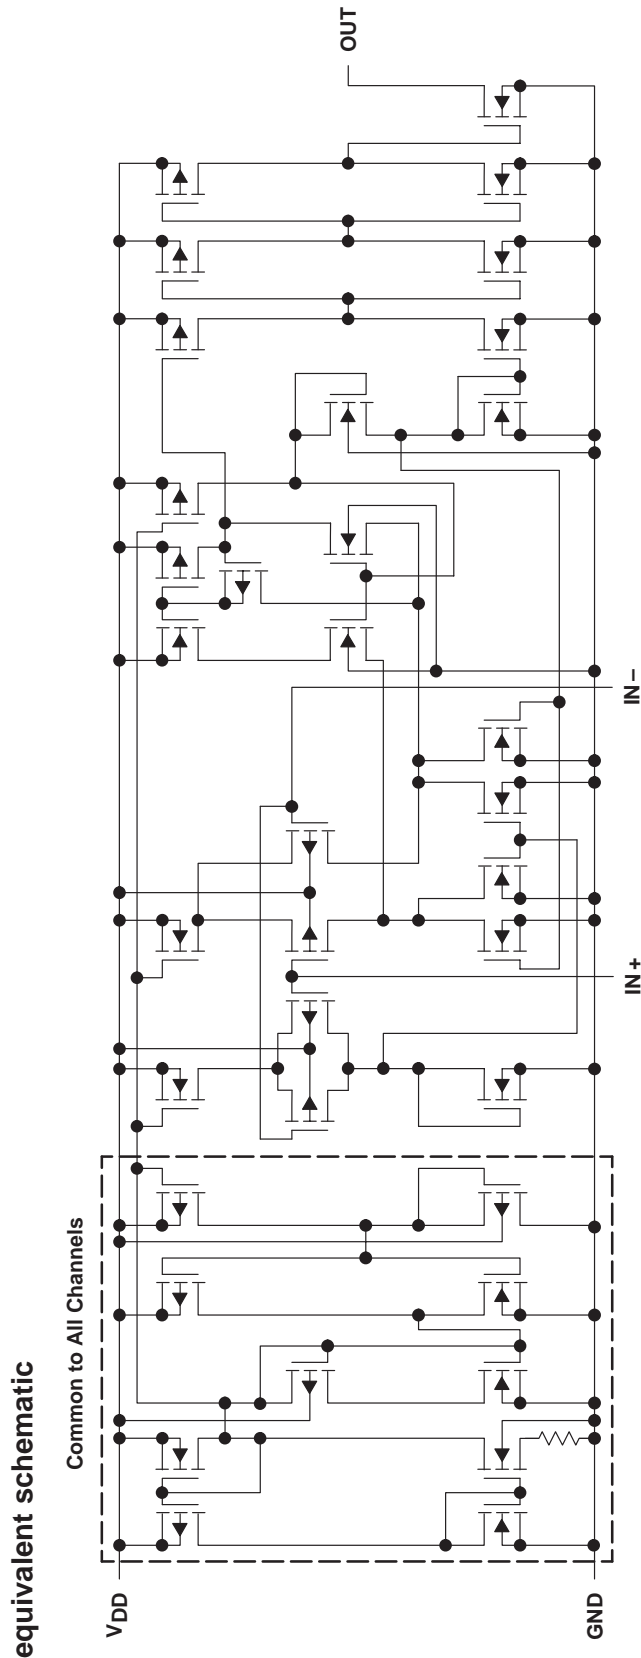 equivalent schematic
Common to All Channels
VDD
GND
IN+
IN−
OUT